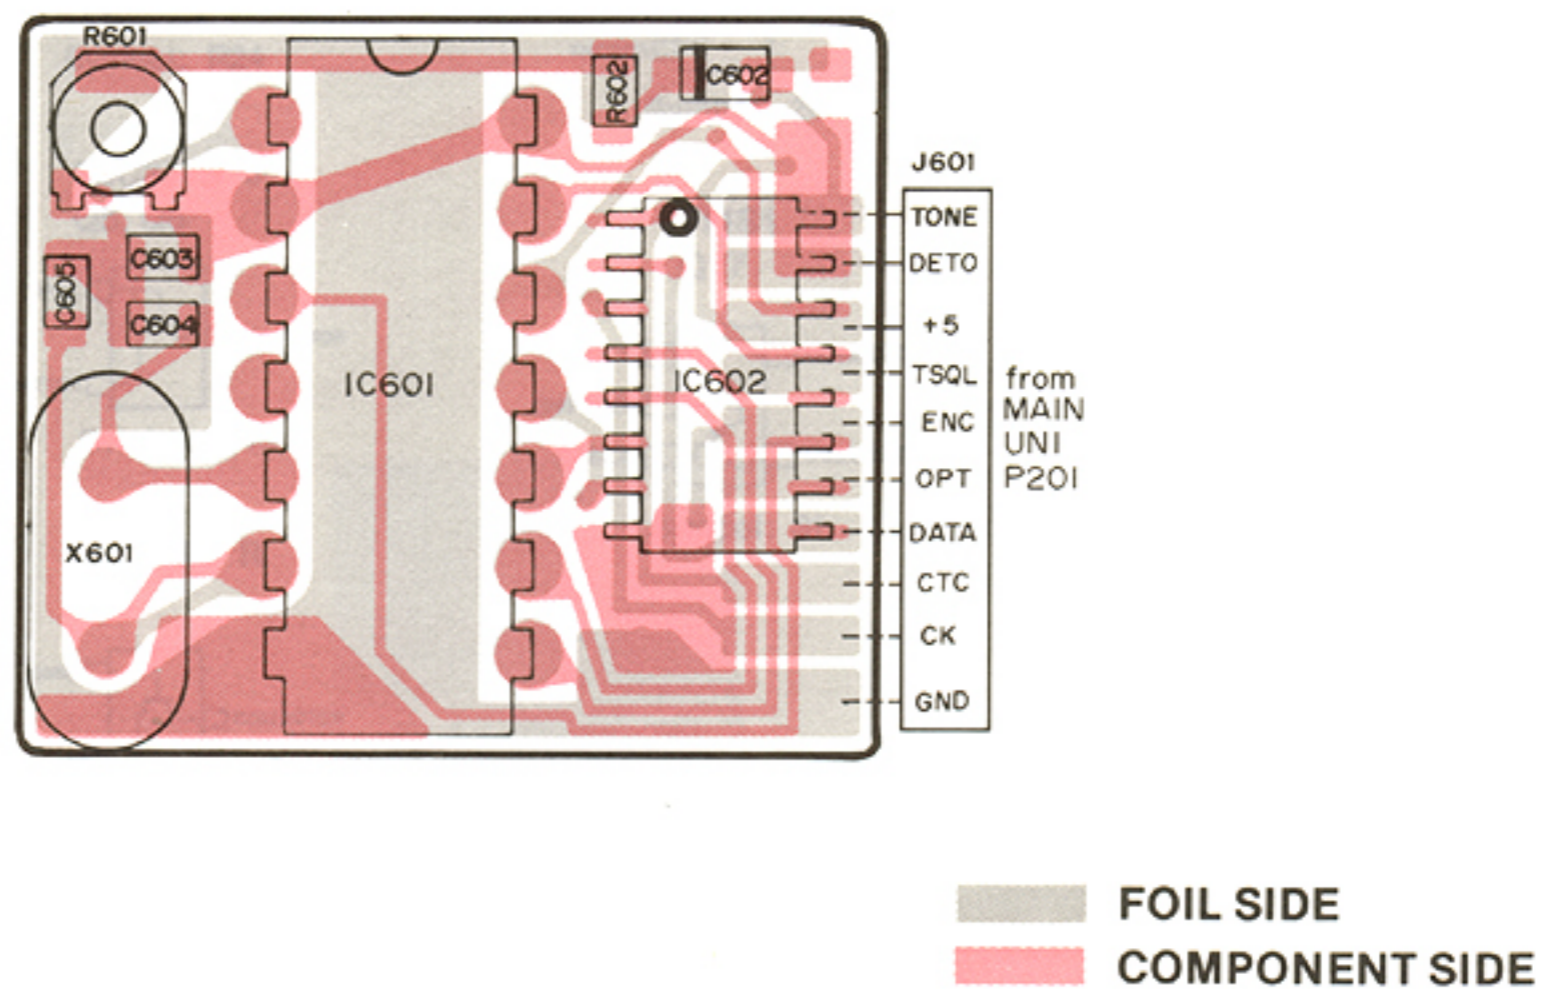 R601
R602
C602
J601
TONE
DETO
+5
TSQL
ENC
OPT
DATA
CTC
CK
GND
from
MAIN
UNI
P201
C603
C605
C604
IC601
IC602
X601
FOIL SIDE
COMPONENT SIDE